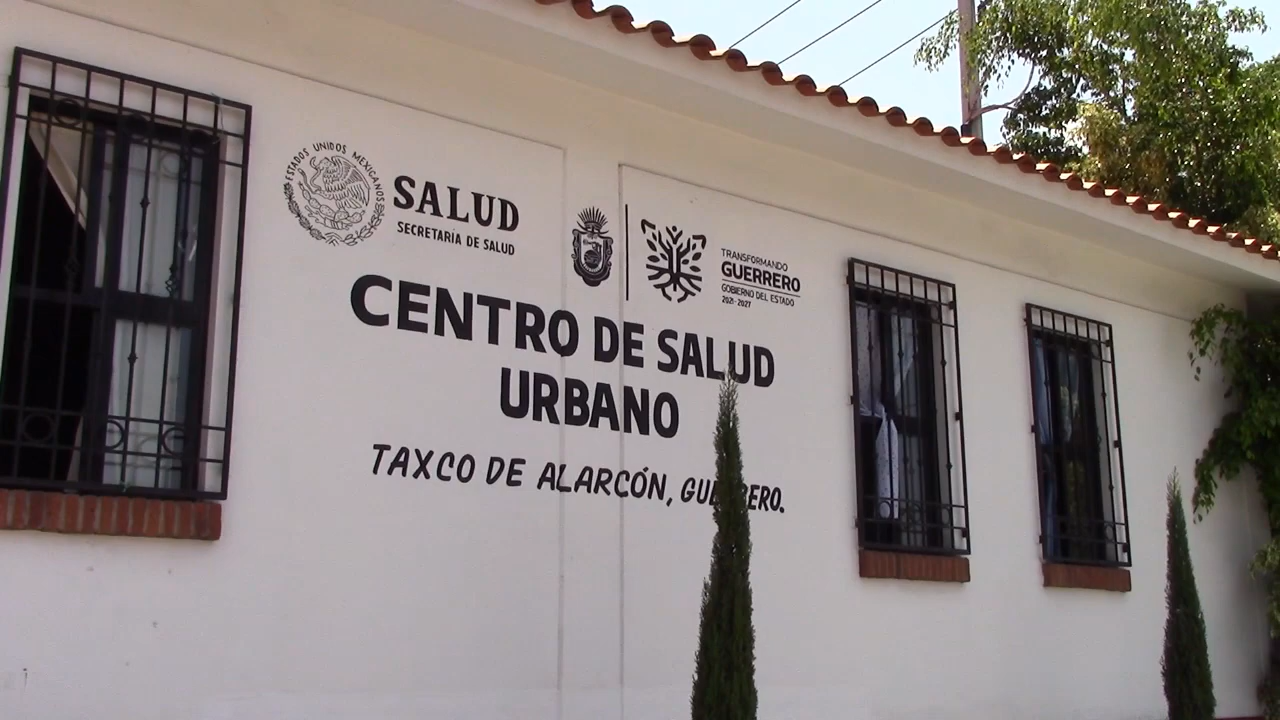 ESTADOS UNIDOS MEXICANOS
SALUD
SECRETARÍA DE SALUD
TRANSFORMANDO
GUERRERO
GOBIERNO DEL ESTADO
2021-2027
CENTRO DE SALUD
URBANO
TAXCO DE ALARCÓN, GUERRERO.